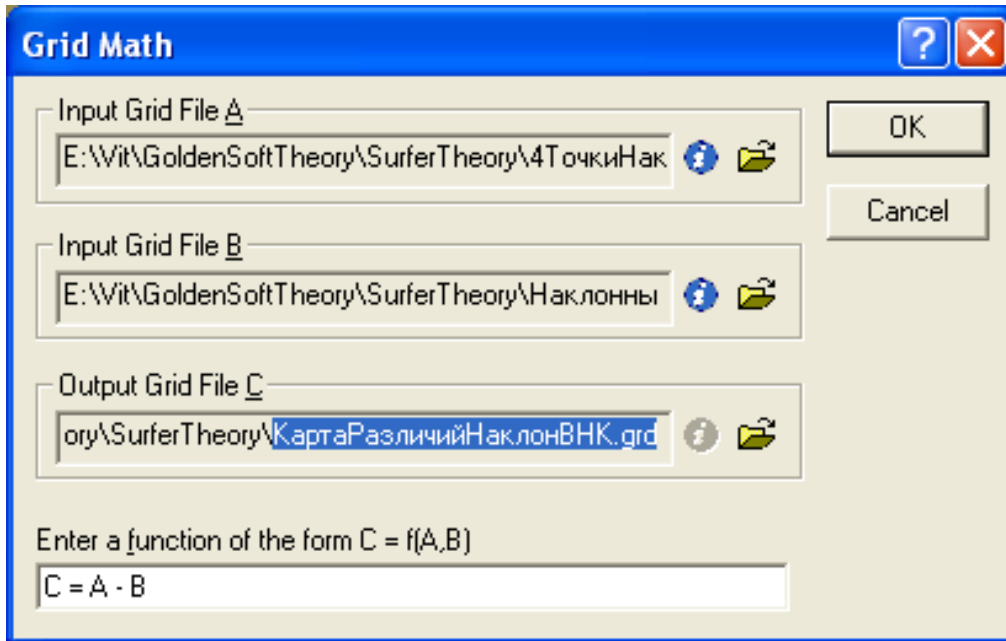 Grid Math
Input Grid File A
E:\Vit\GoldenSoftTheory\SurferTheory\4ТочкиНак
OK
Cancel
Input Grid File B
E:\Vit\GoldenSoftTheory\SurferTheory\Наклонны
Output Grid File C
ory\SurferTheory\КартаРазличийНаклонВНК.grd
Enter a function of the form C = f(A,B)
C = A - B